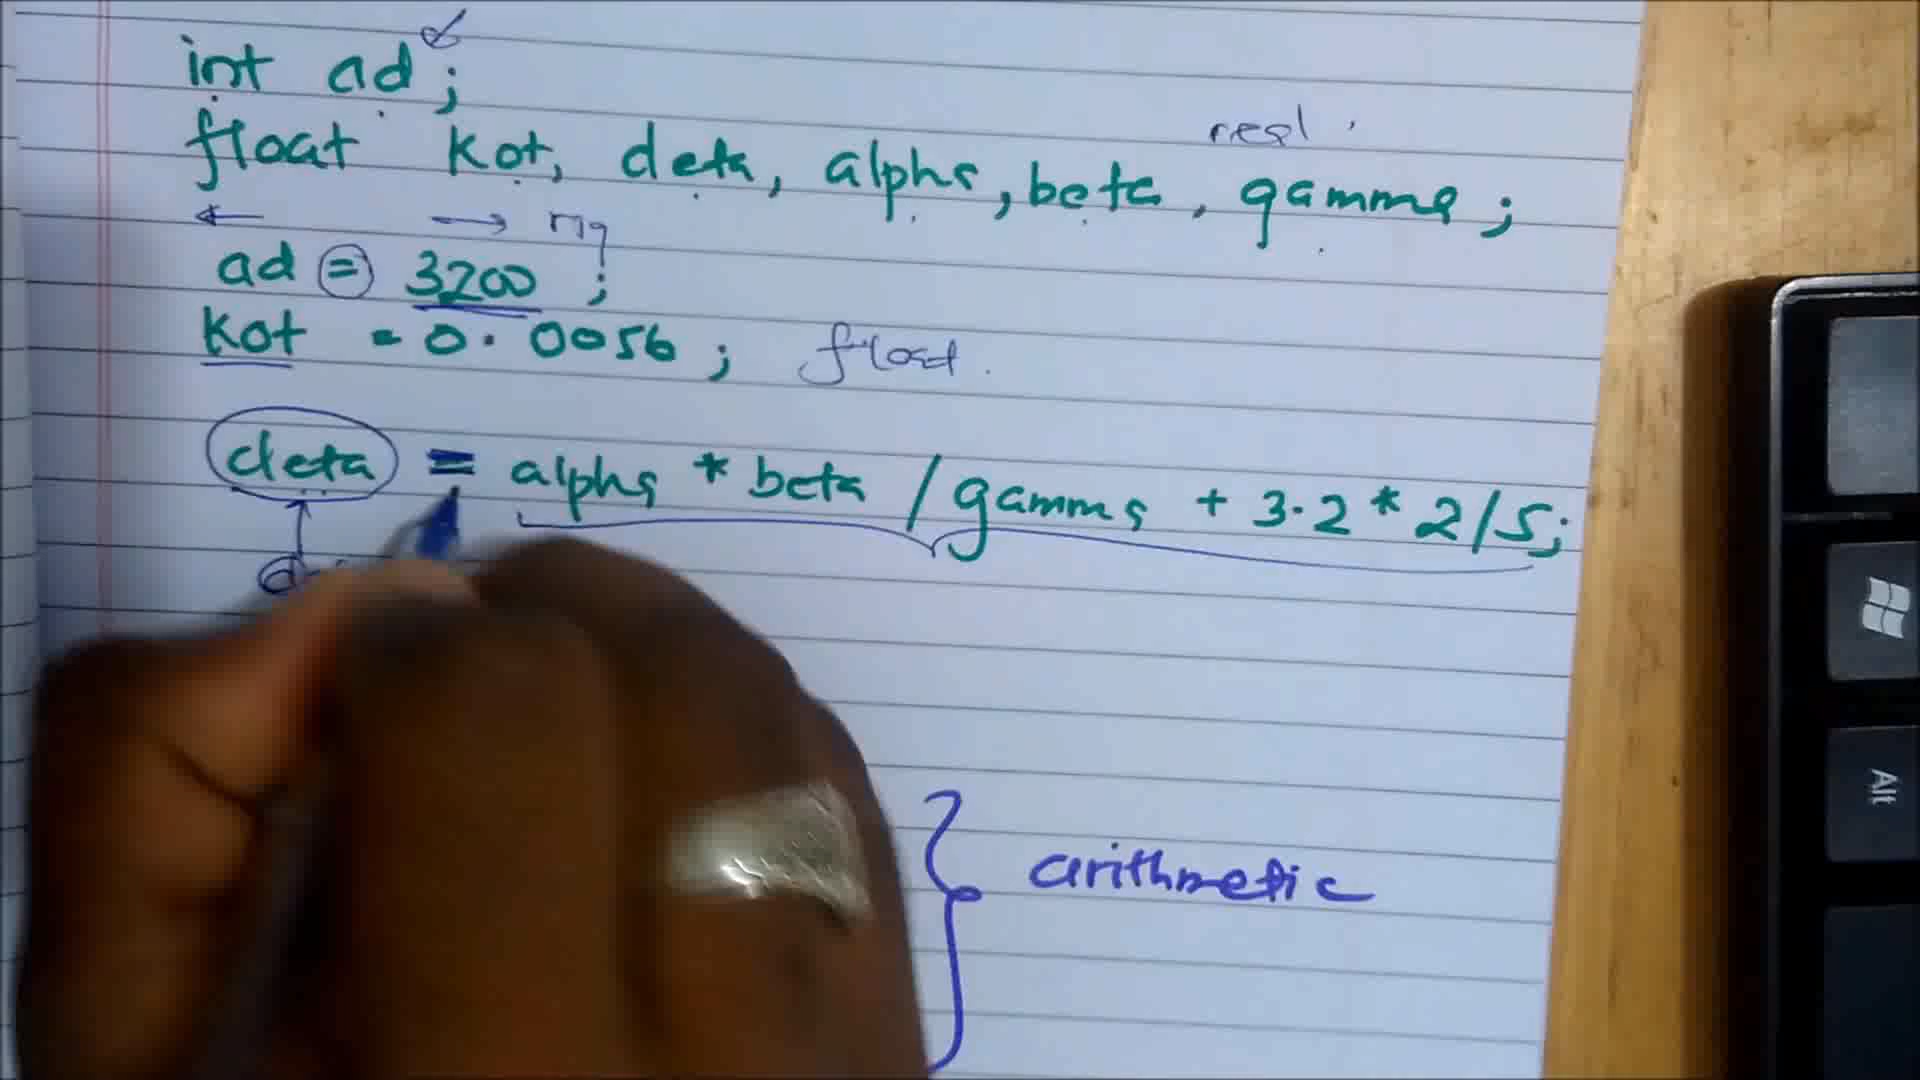 int ad;
real.
float kot, deta, alpha, beta, gamma;
ad = 3200;
kot = 0.0056; float.
deta = alpha * beta / gamma + 3.2 * 2/5;
arithmetic
Alt